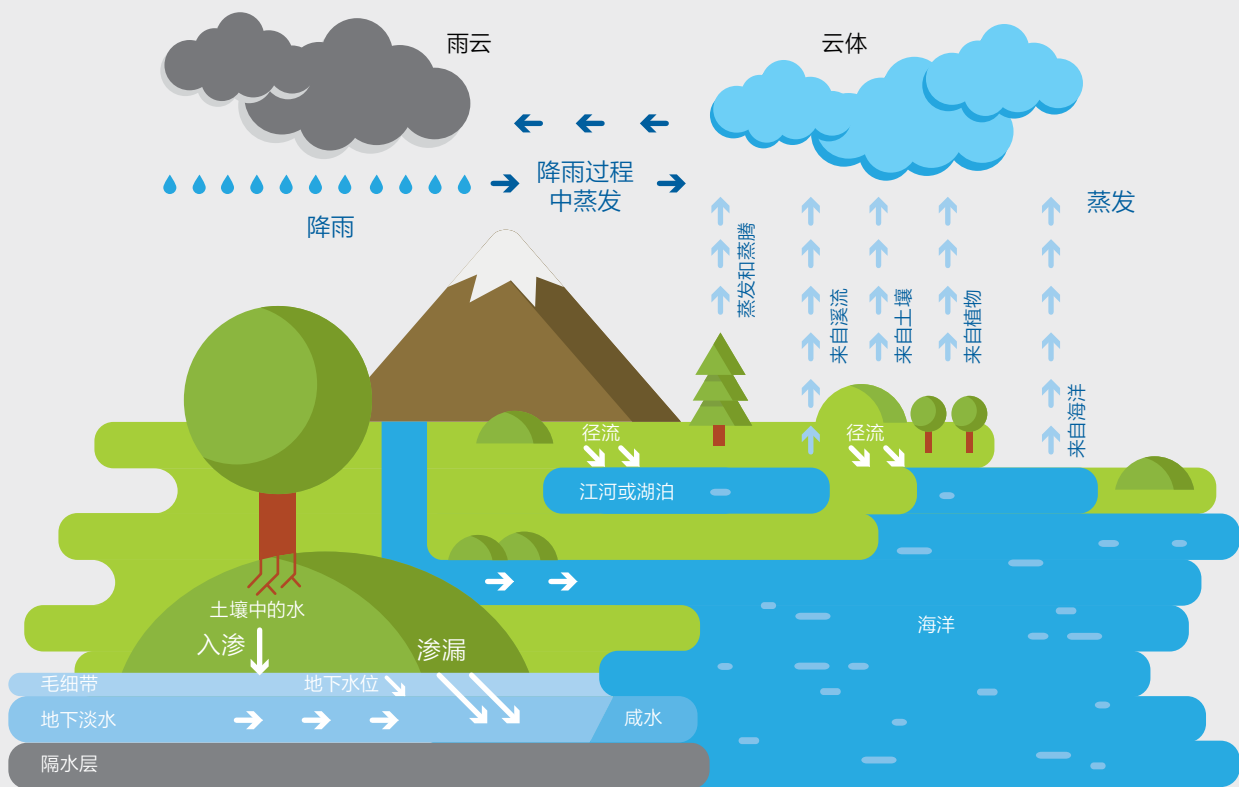 雨云
云体
降雨过程
中蒸发
蒸发
降雨
蒸发和蒸腾
来自溪流
来自土壤
来自植物
来自海洋
径流
径流
江河或湖泊
土壤中的水
入渗
渗漏
海洋
毛细带
地下水位
地下淡水
咸水
隔水层